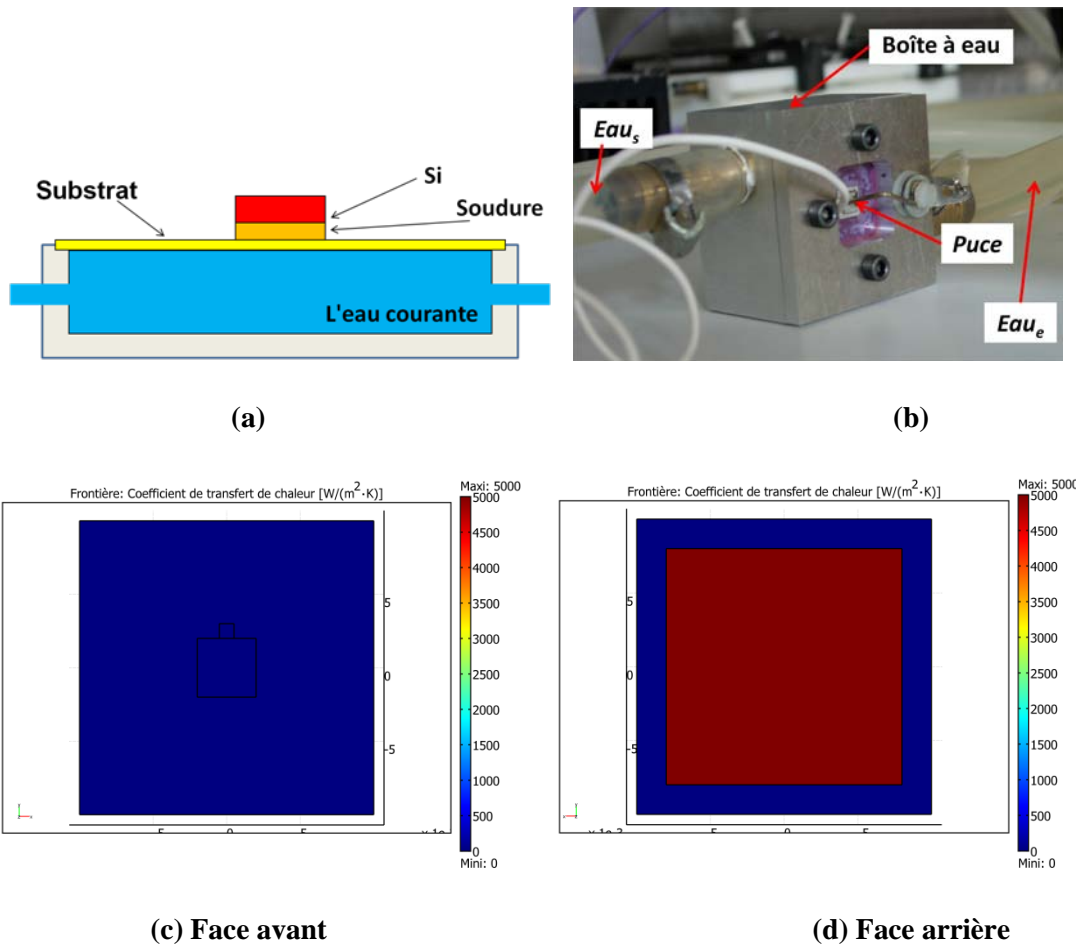 Substrat
Si
Soudure
L'eau courante
(a)
Boîte à eau
Eau_s
Puce
Eau_e
(b)
Frontière: Coefficient de transfert de chaleur [W/(m²·K)]
Maxi: 5000
5000
4500
4000
3500
3000
2500
2000
1500
1000
500
0
Mini: 0
5
0
-5
-5
0
5
(c) Face avant
Frontière: Coefficient de transfert de chaleur [W/(m²·K)]
Maxi: 5000
5000
4500
4000
3500
3000
2500
2000
1500
1000
500
0
Mini: 0
5
0
-5
-5
0
5
(d) Face arrière